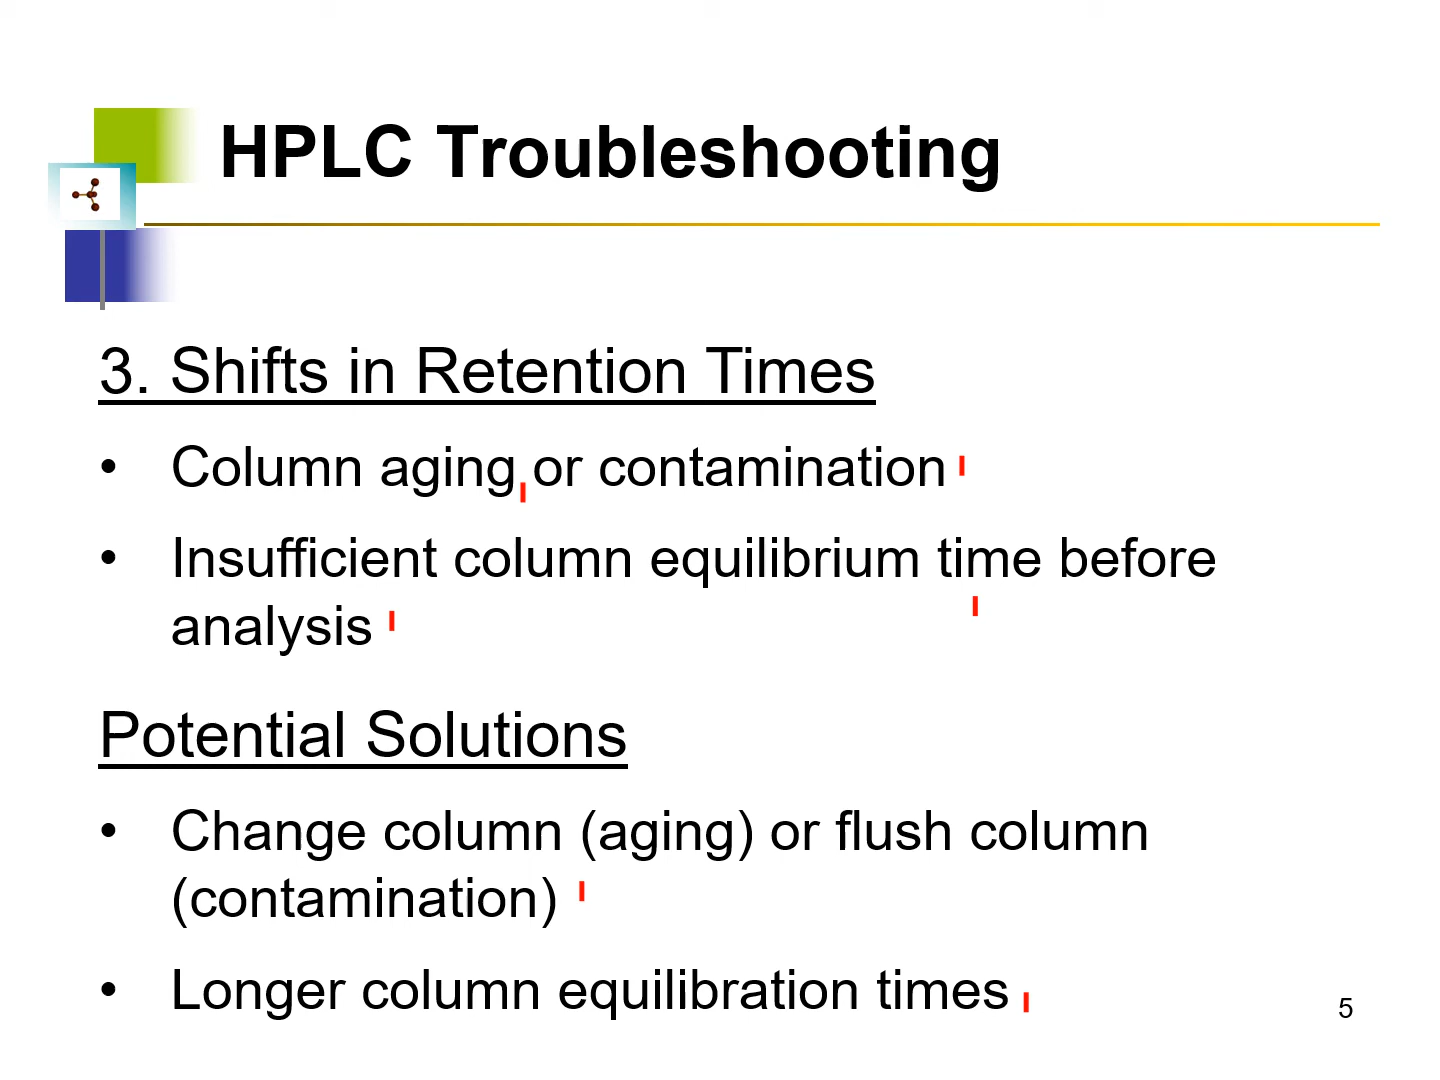 HPLC Troubleshooting
3. Shifts in Retention Times
• Column aging or contamination
• Insufficient column equilibrium time before
analysis
Potential Solutions
• Change column (aging) or flush column
(contamination)
• Longer column equilibration times
5